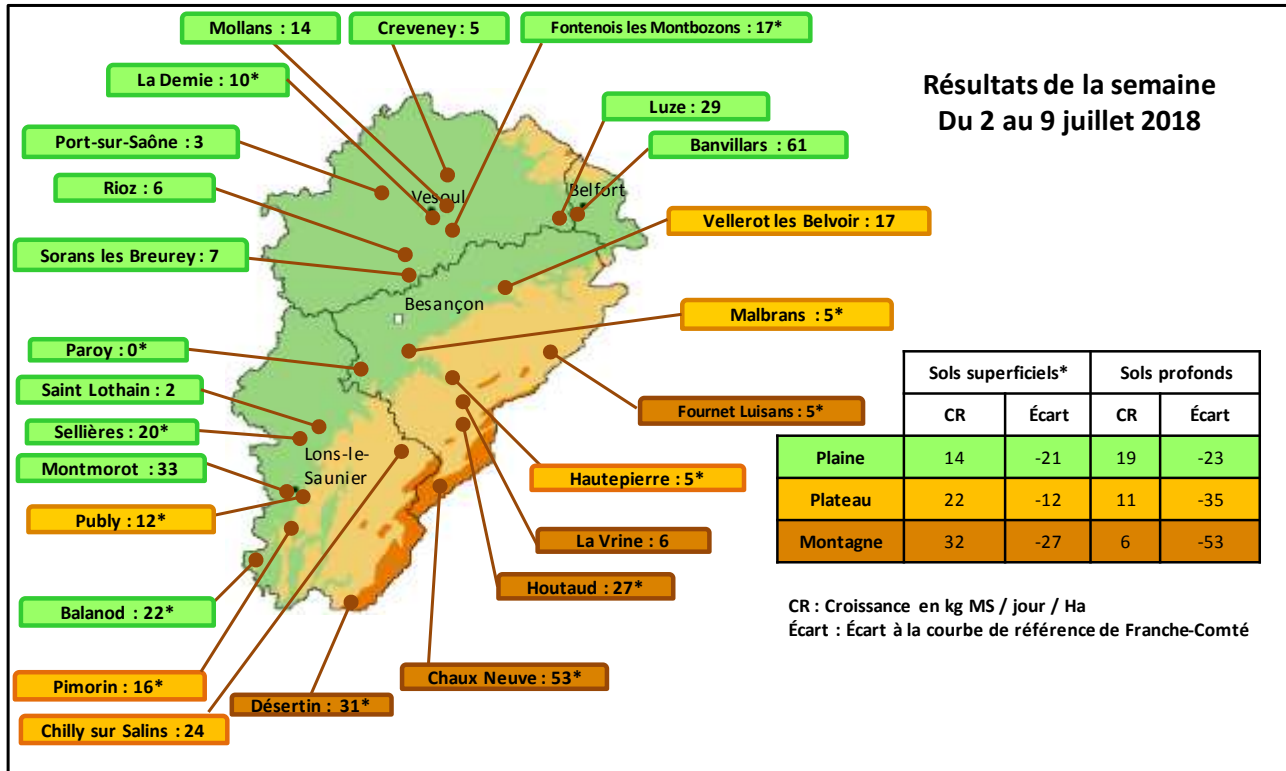 Mollans : 14
Creveney : 5
Fontenois les Montbozons : 17*
La Demie : 10*
Résultats de la semaine
Du 2 au 9 juillet 2018
Luze : 29
Port-sur-Saône : 3
Banvillars : 61
Rioz : 6
Vesoul
Belfort
Vellerot les Belvoir : 17
Sorans les Breurey : 7
Besançon
Malbrans : 5*
Paroy : 0*
Saint Lothain : 2
Fournet Luisans : 5*
Sellières : 20*
Lons-le-
Saunier
Montmorot : 33
Hautepierre : 5*
Publy : 12*
La Vrine : 6
Houtaud : 27*
Balanod : 22*
Chaux Neuve : 53*
Pimorin : 16*
Désertin : 31*
Chilly sur Salins : 24
Sols superficiels* Sols profonds
CR Écart CR Écart
Plaine 14 -21 19 -23
Plateau 22 -12 11 -35
Montagne 32 -27 6 -53
CR : Croissance en kg MS / jour / Ha
Écart : Écart à la courbe de référence de Franche-Comté